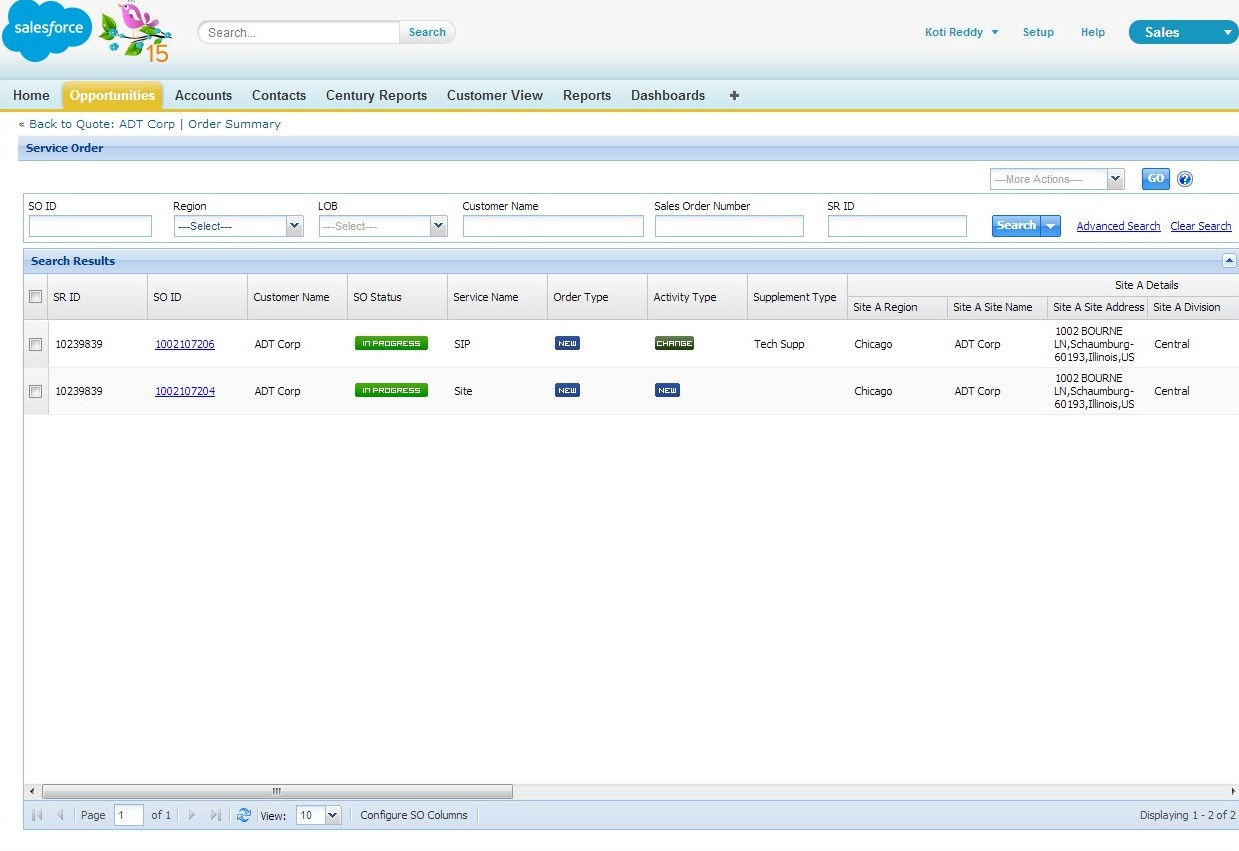 salesforce
15
Search...
Search
Koti Reddy
Setup
Help
Sales
Home
Opportunities
Accounts
Contacts
Century Reports
Customer View
Reports
Dashboards
+
« Back to Quote: ADT Corp | Order Summary
Service Order
---More Actions---
GO
?
SO ID
Region
LOB
Customer Name
Sales Order Number
SR ID
---Select---
---Select---
Search
Advanced Search
Clear Search
Search Results
SR ID
SO ID
Customer Name
SO Status
Service Name
Order Type
Activity Type
Supplement Type
Site A Details
Site A Region
Site A Site Name
Site A Site Address
Site A Division
10239839
1002107206
ADT Corp
IN PROGRESS
SIP
NEW
CHANGE
Tech Supp
Chicago
ADT Corp
1002 BOURNE
LN,Schaumburg-
60193,Illinois,US
Central
10239839
1002107204
ADT Corp
IN PROGRESS
Site
NEW
NEW
Chicago
ADT Corp
1002 BOURNE
LN,Schaumburg-
60193,Illinois,US
Central
Page
1
of 1
View:
10
Configure SO Columns
Displaying 1 - 2 of 2